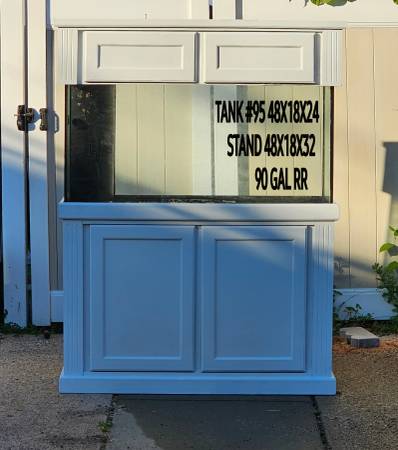 TANK #95 48X18X24
STAND 48X18X32
90 GAL RR